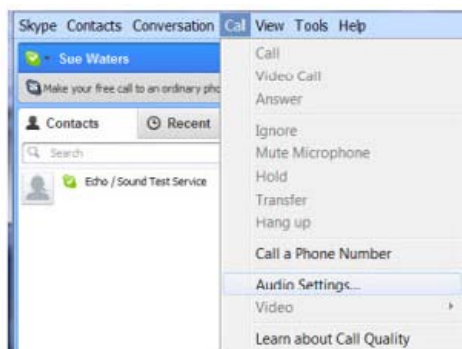 Skype Contacts Conversation Call View Tools Help
Sue Waters
Make your free call to an ordinary pho
Contacts
Recent
Search
Echo / Sound Test Service
Call
Video Call
Answer
Ignore
Mute Microphone
Hold
Transfer
Hang up
Call a Phone Number
Audio Settings...
Video
Learn about Call Quality